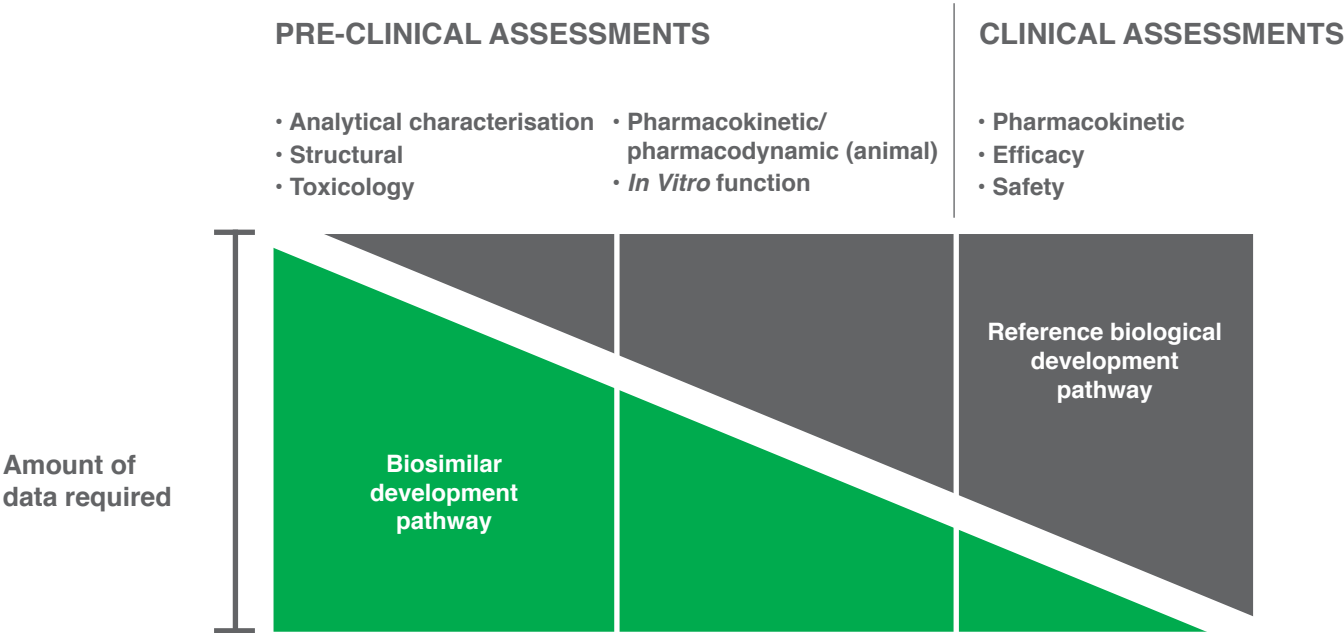 PRE-CLINICAL ASSESSMENTS
CLINICAL ASSESSMENTS
• Analytical characterisation
• Structural
• Toxicology
• Pharmacokinetic/
pharmacodynamic (animal)
• In Vitro function
• Pharmacokinetic
• Efficacy
• Safety
Reference biological
development
pathway
Amount of
data required
Biosimilar
development
pathway